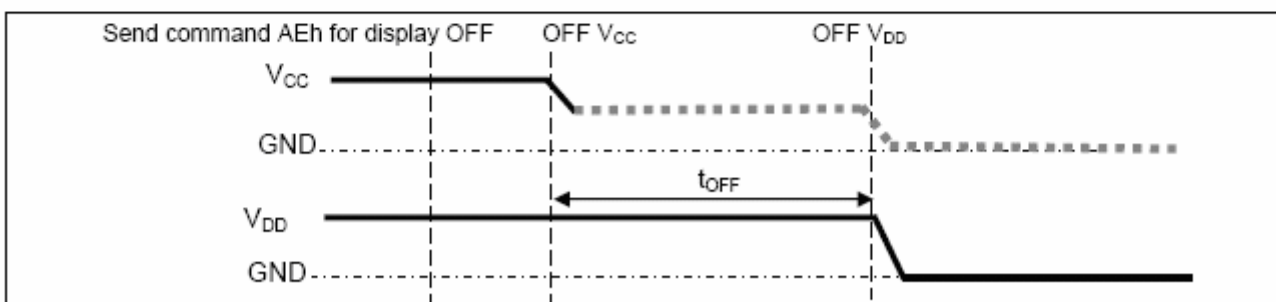 Send command AEh for display OFF OFF VCC OFF VDD
VCC
GND
tOFF
VDD
GND